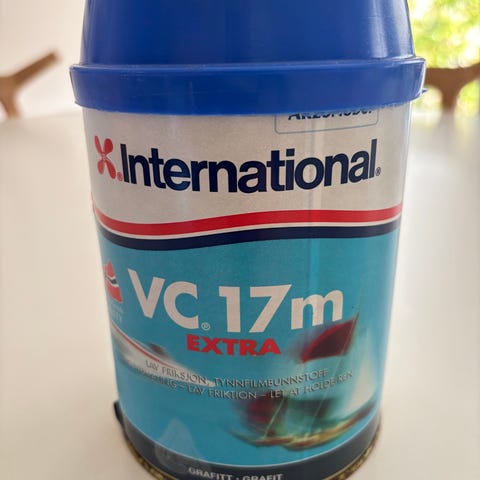 International®
VC® 17m
EXTRA
LAV FRIKSJON, TYNNFILMBUNNSTOFF
– LAV FRIKTION – LET AT HOLDE REN
GRAFITT · GRAFIT